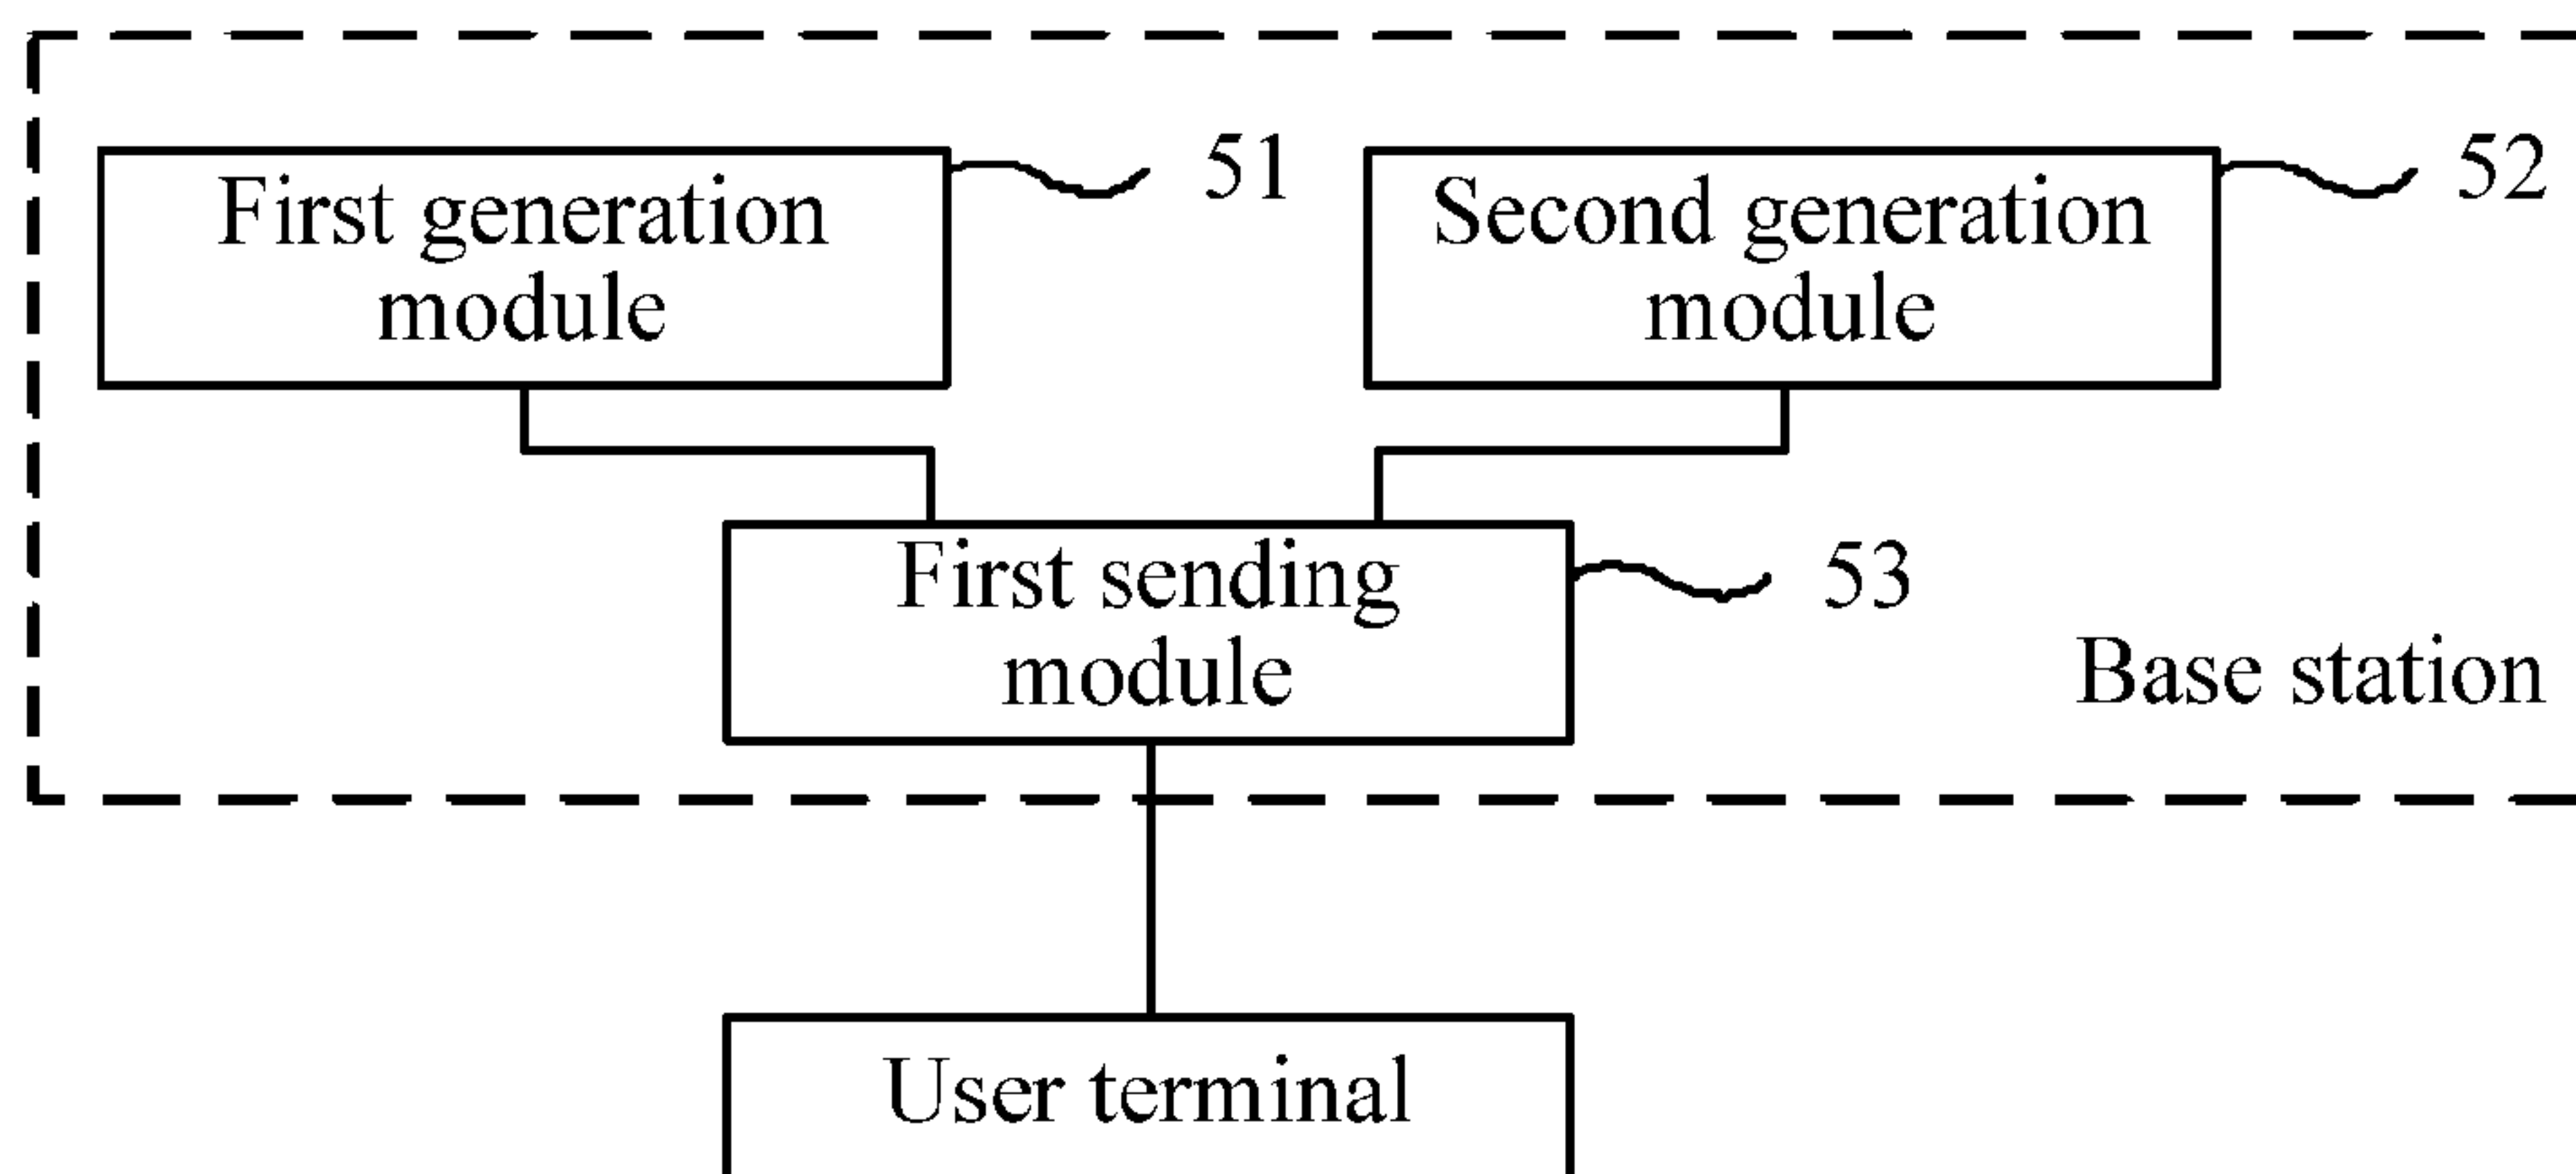 First generation
module
51
Second generation
module
52
First sending
module
53
Base station
User terminal